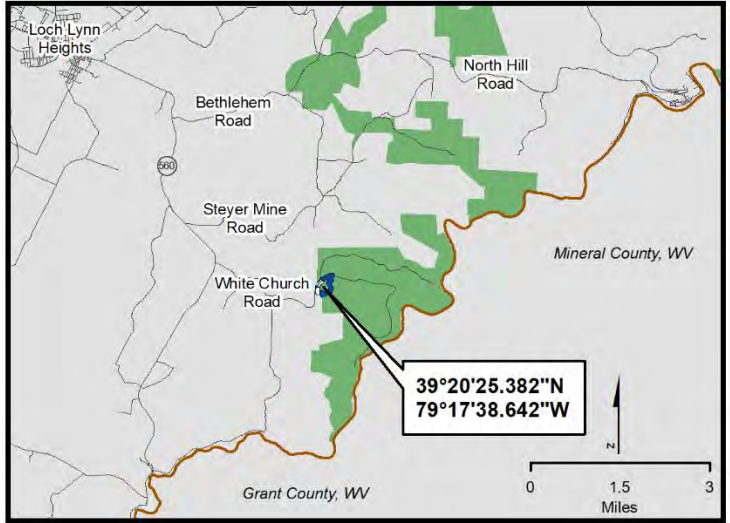 Loch Lynn
Heights
North Hill
Road
Bethlehem
Road
560
Steyer Mine
Road
Mineral County, WV
White Church
Road
39°20'25.382"N
79°17'38.642"W
N
Grant County, WV
0 1.5 3
Miles